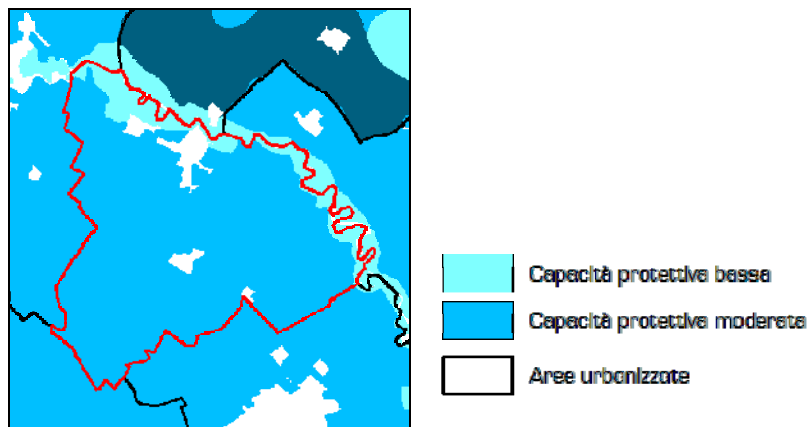 Capacità protettiva bassa
Capacità protettiva moderata
Aree urbanizzate